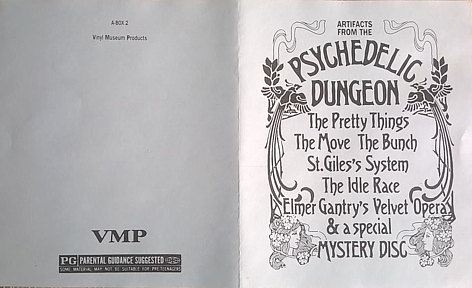 A-BOX 2
Vinyl Museum Products
VMP
PG PARENTAL GUIDANCE SUGGESTED
SOME MATERIAL MAY NOT BE SUITABLE FOR PRE-TEENAGERS
ARTIFACTS
FROM THE
PSYCHEDELIC
DUNGEON
The Pretty Things
The Move The Bunch
St. Giles's System
The Idle Race
Elmer Gantry's Velvet Opera
& a special
MYSTERY DISC